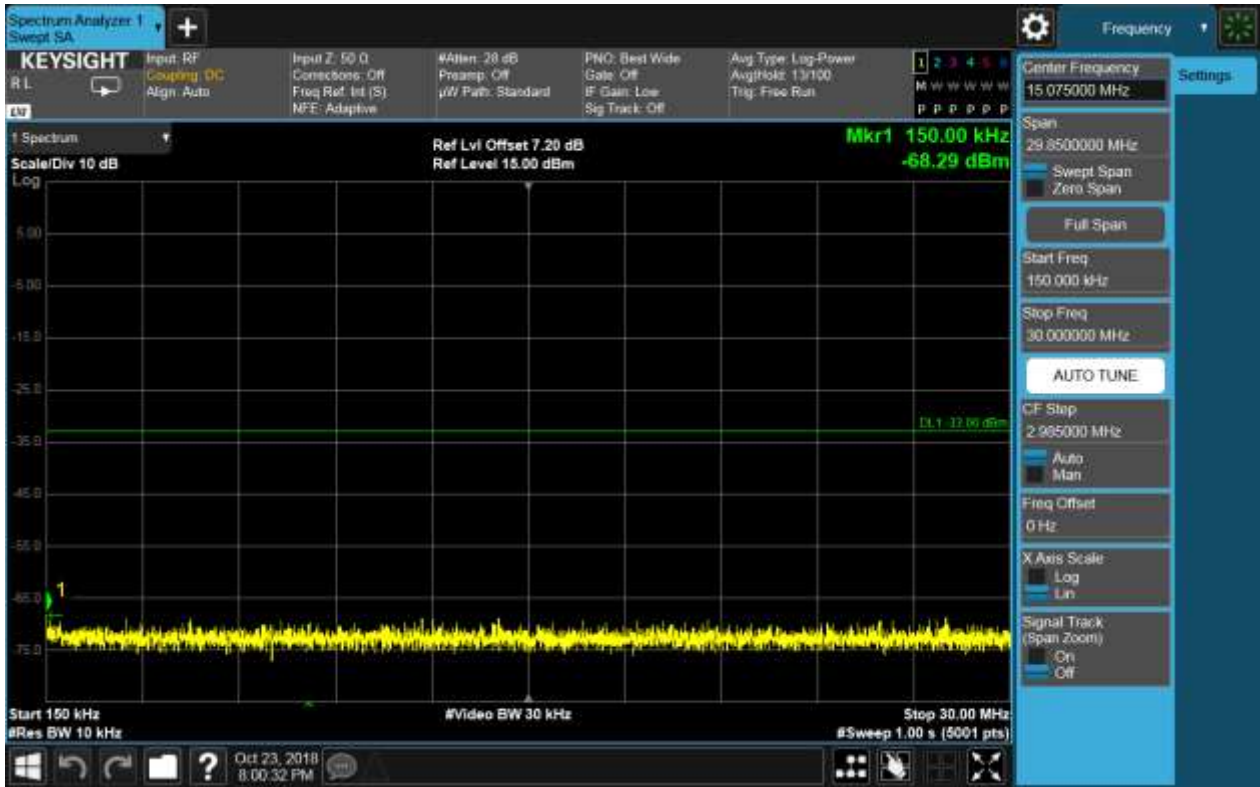 Spectrum Analyzer 1
Swept SA
+
Frequency
KEYSIGHT
R L
Input: RF
Coupling: DC
Align: Auto
Input Z: 50 Ω
Corrections: Off
Freq Ref: Int (S)
NFE: Adaptive
#Atten: 28 dB
Preamp: Off
µW Path: Standard
PNO: Best Wide
Gate: Off
IF Gain: Low
Sig Track: Off
Avg Type: Log-Power
Avg|Hold: 13/100
Trig: Free Run
1 2 3 4 5 6
M W W W W W
P P P P P P
1 Spectrum
Scale/Div 10 dB
Log
Ref Lvl Offset 7.20 dB
Ref Level 15.00 dBm
Mkr1 150.00 kHz
-68.29 dBm
5.00
-5.00
-15.0
-25.0
-35.0
-45.0
-55.0
-65.0
-75.0
1
Start 150 kHz
#Res BW 10 kHz
#Video BW 30 kHz
Stop 30.00 MHz
#Sweep 1.00 s (5001 pts)
?
Oct 23, 2018
8:00:32 PM
Center Frequency
15.075000 MHz
Settings
Span
29.8500000 MHz
Swept Span
Zero Span
Full Span
Start Freq
150.000 kHz
Stop Freq
30.000000 MHz
AUTO TUNE
CF Step
2.985000 MHz
Auto
Man
Freq Offset
0 Hz
X Axis Scale
Log
Lin
Signal Track
(Span Zoom)
On
Off